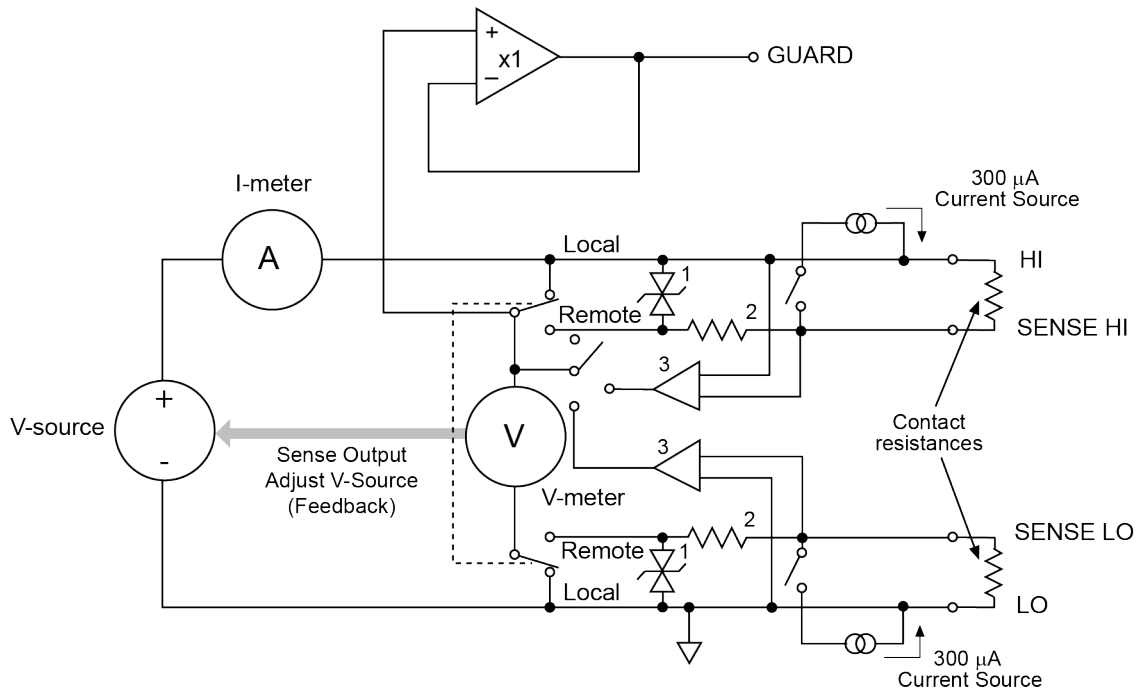 +
x1
–
GUARD
I-meter
A
300 μA
Current Source
Local
HI
1
Remote
2
SENSE HI
3
+
V-source
-
V
Sense Output
Adjust V-Source
(Feedback)
Contact
resistances
3
V-meter
2
SENSE LO
Remote
1
Local
LO
300 μA
Current Source